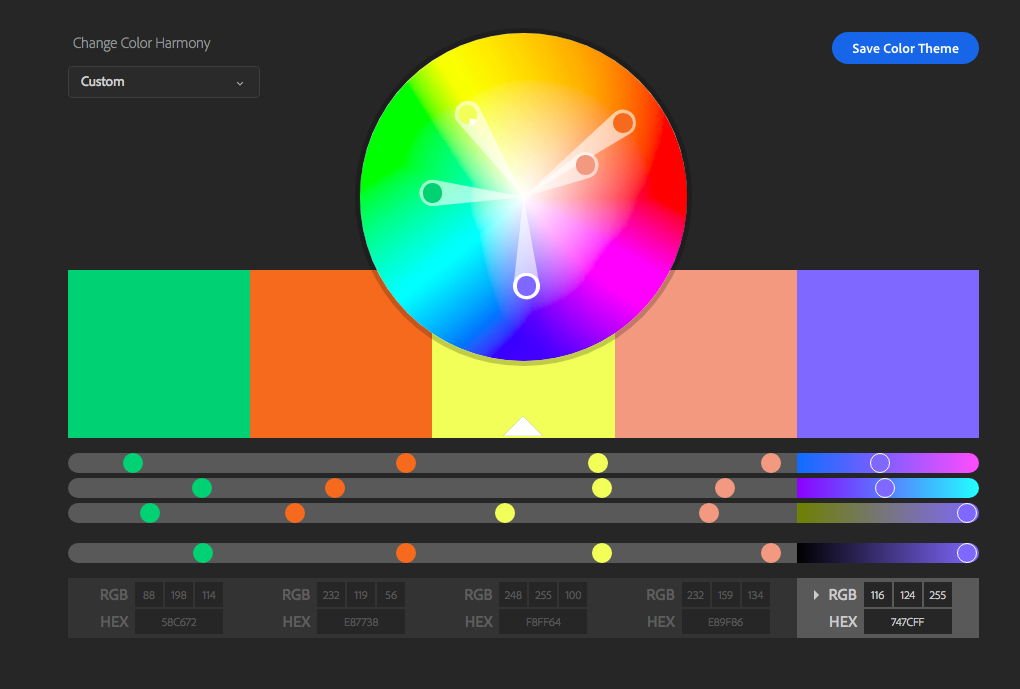 Change Color Harmony
Save Color Theme
Custom
RGB 88 198 114 RGB 232 119 56 RGB 248 255 100 RGB 232 159 134 RGB 116 124 255
HEX 58C672 HEX E87738 HEX F8FF64 HEX E89F86 HEX 747CFF